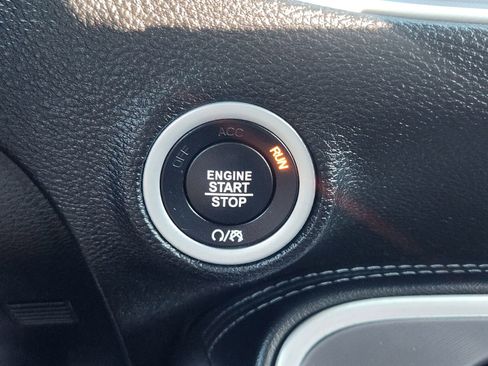 OFF ACC RUN
ENGINE
START
STOP